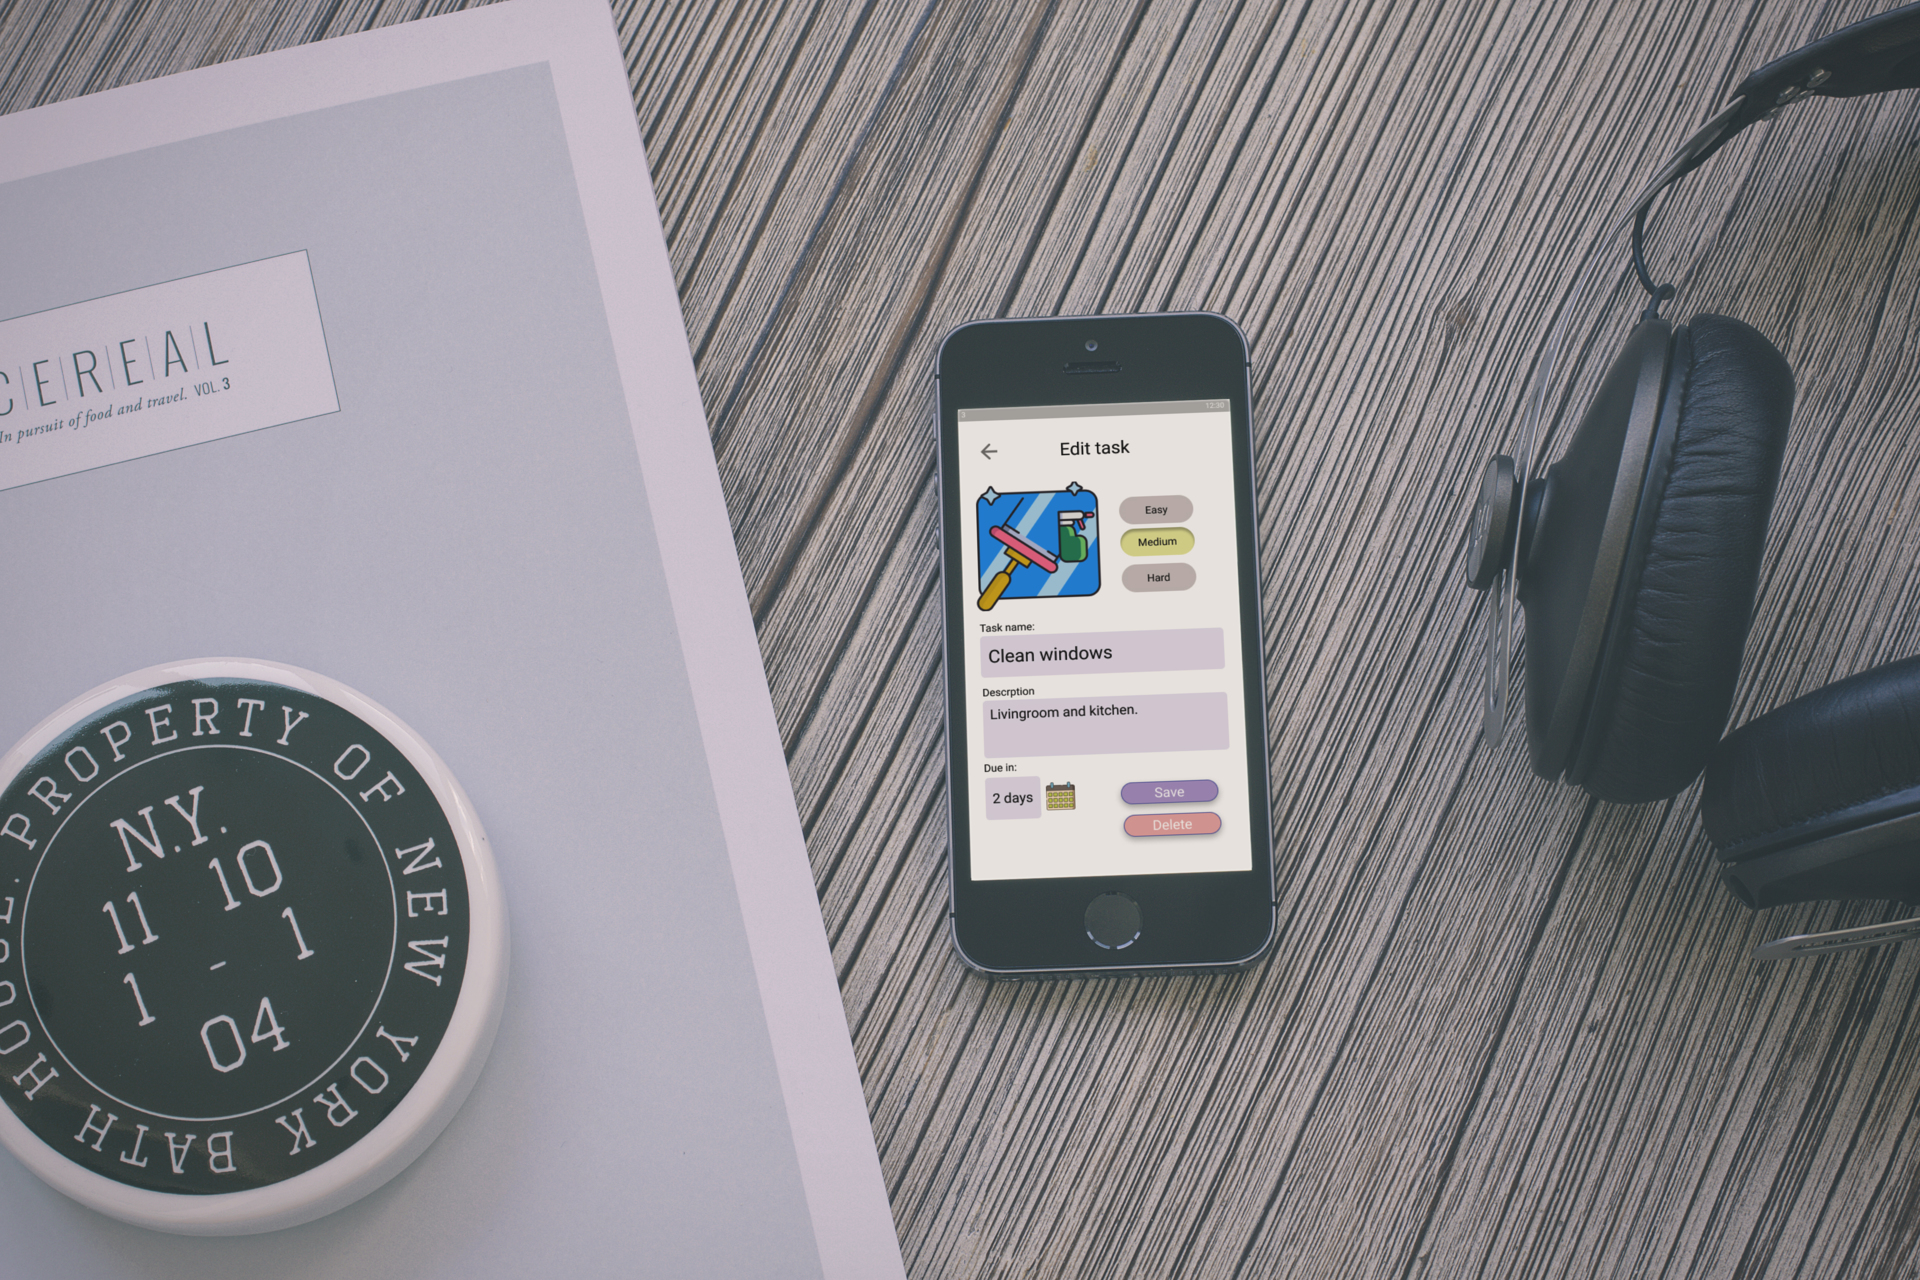 CEREAL
In pursuit of food and travel. VOL. 3
PROPERTY OF NEW YORK BATH HOUSE.
N.Y.
11 10
1 - 1
04
12:30
Edit task
Easy
Medium
Hard
Task name:
Clean windows
Descrption
Livingroom and kitchen.
Due in:
2 days
Save
Delete